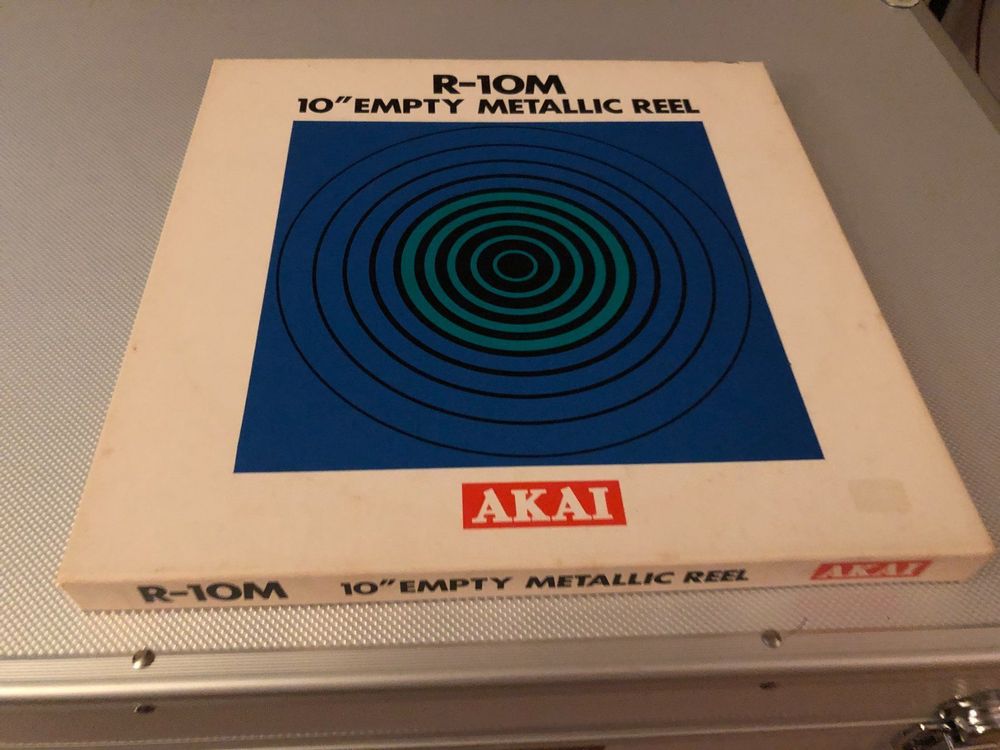 R-10M
10" EMPTY METALLIC REEL
AKAI
R-10M 10" EMPTY METALLIC REEL AKAI